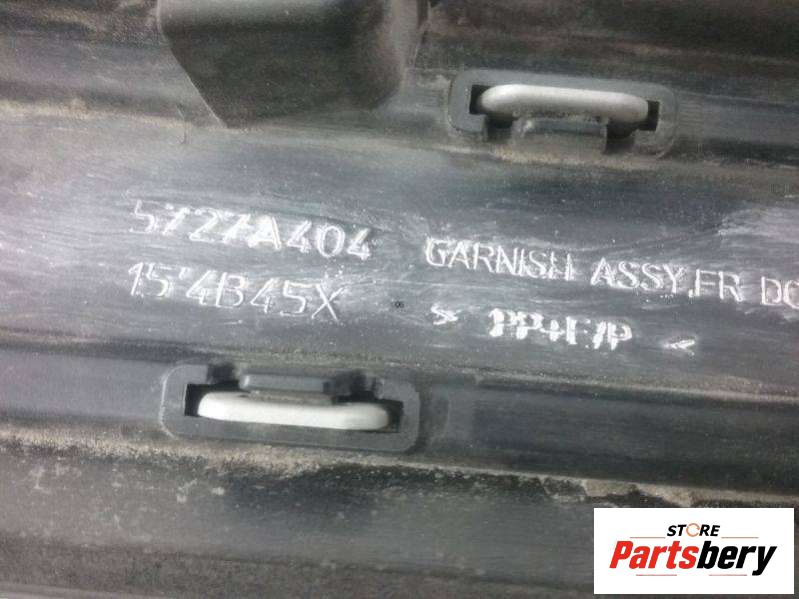 5727A404 GARNISH ASSY,FR DO
15'4B45X > PP+E/P <
STORE
Partsbery